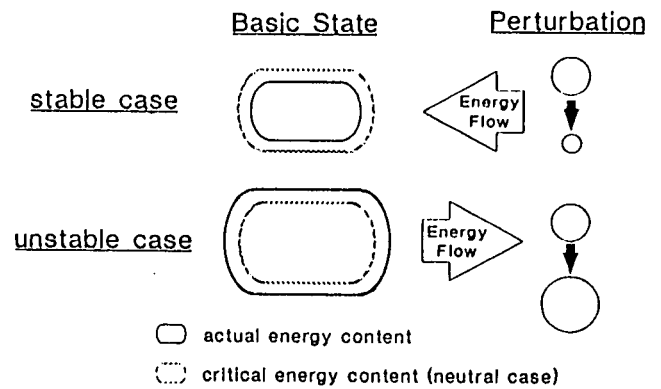 Basic State
Perturbation
stable case
Energy
Flow
unstable case
Energy
Flow
actual energy content
critical energy content (neutral case)